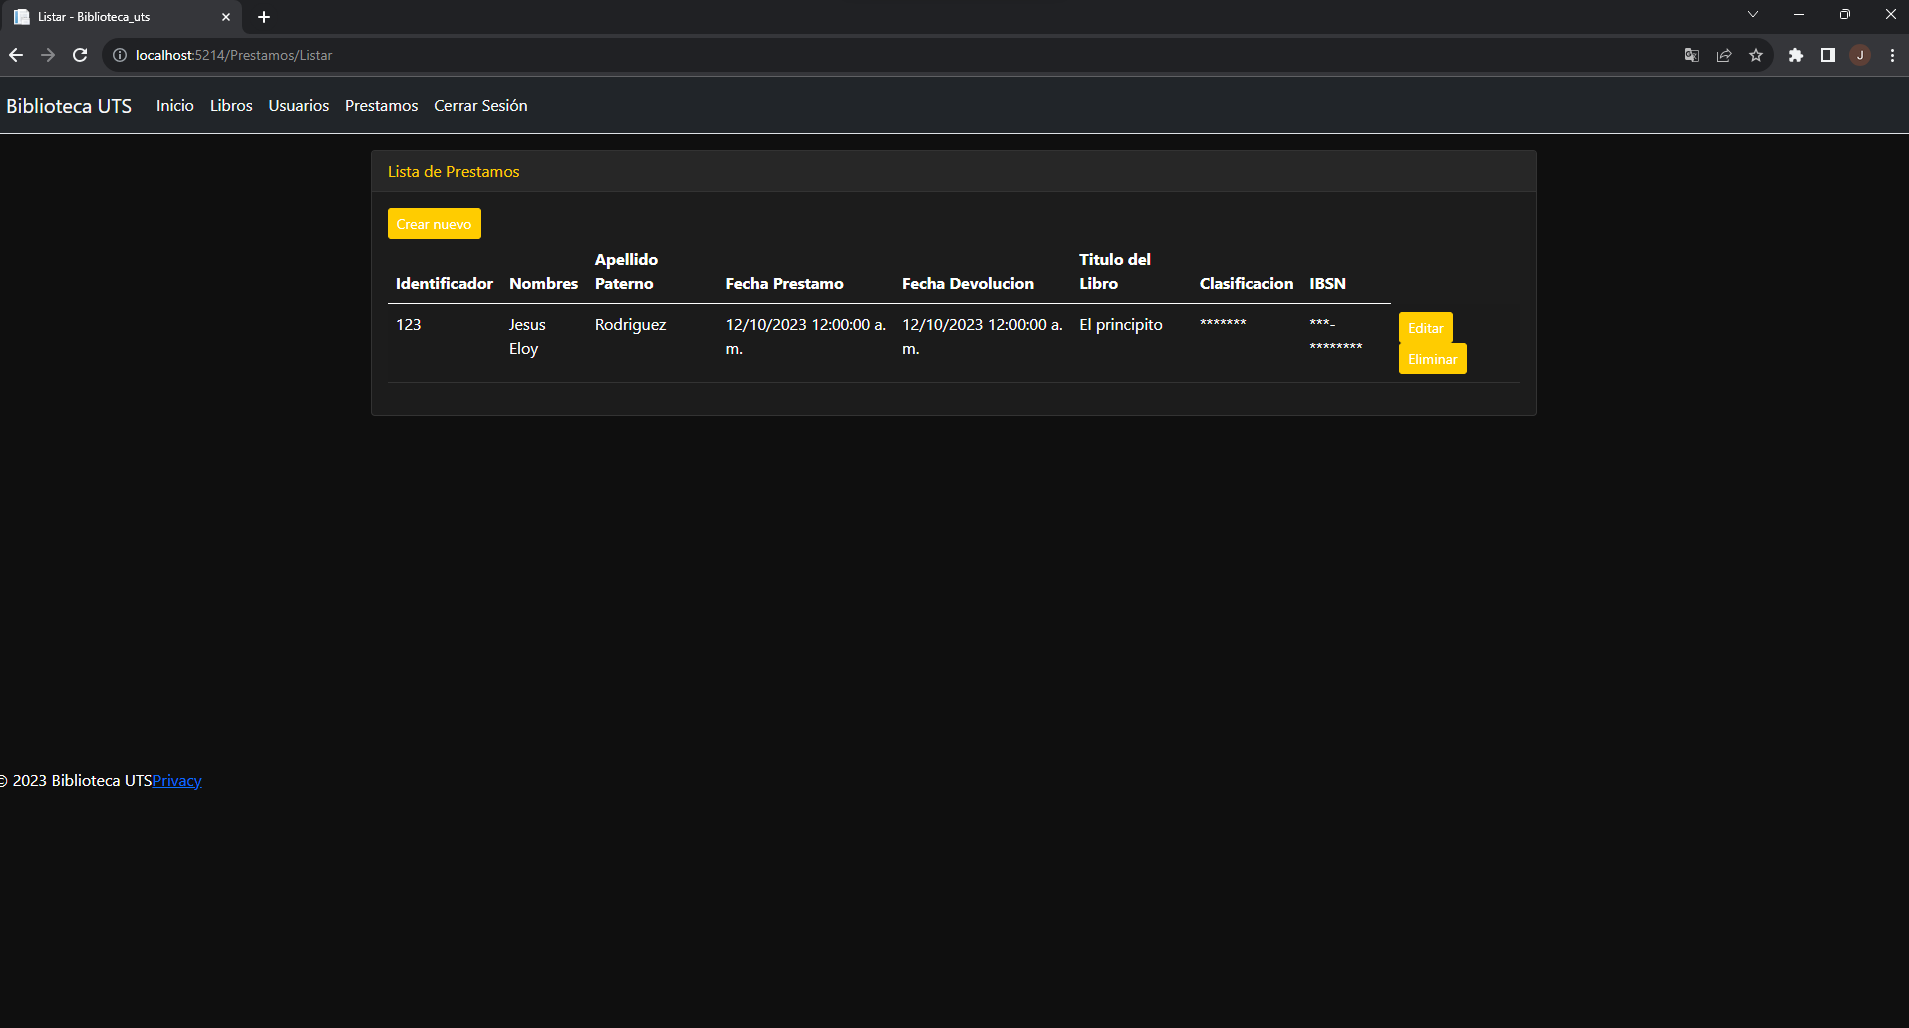 Listar - Biblioteca_uts
localhost:5214/Prestamos/Listar
J
Biblioteca UTS Inicio Libros Usuarios Prestamos Cerrar Sesión
Lista de Prestamos
Crear nuevo
Identificador Nombres Apellido Paterno Fecha Prestamo Fecha Devolucion Titulo del Libro Clasificacion IBSN
123 Jesus Eloy Rodriguez 12/10/2023 12:00:00 a. m. 12/10/2023 12:00:00 a. m. El principito ******* ***-********
Editar
Eliminar
© 2023 Biblioteca UTSPrivacy